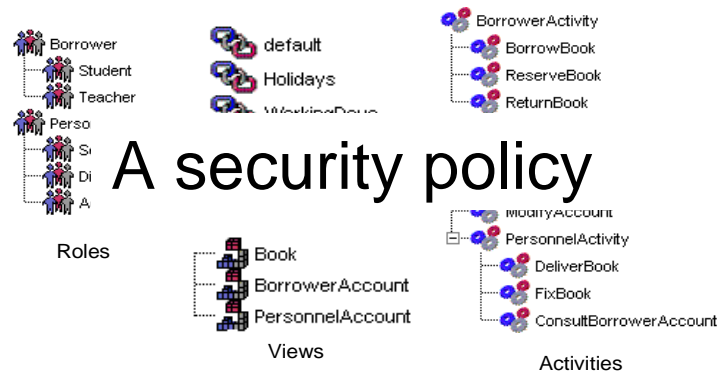 Borrower
Student
Teacher
default
Holidays
BorrowerActivity
BorrowBook
ReserveBook
ReturnBook
A security policy
Roles
Book
BorrowerAccount
PersonnelAccount
Views
ModifyAccount
PersonnelActivity
DeliverBook
FixBook
ConsultBorrowerAccount
Activities